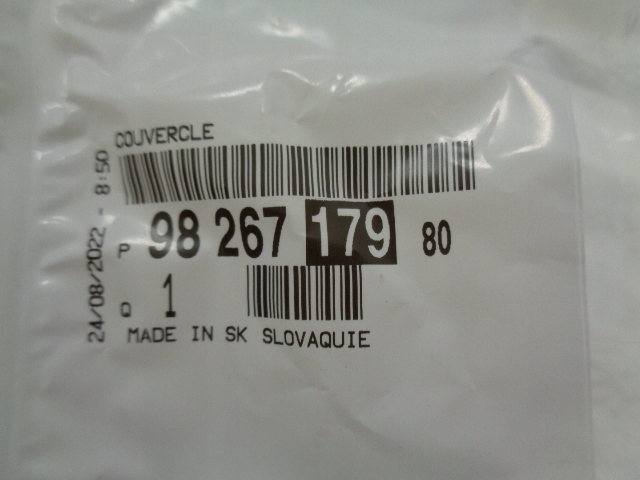 COUVERCLE
P 98 267 179 80
Q 1
MADE IN SK SLOVAQUIE
24/08/2022 - 8:50